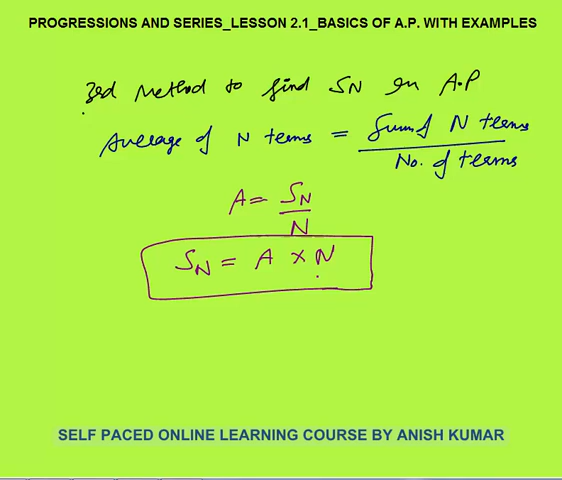 PROGRESSIONS AND SERIES_LESSON 2.1_BASICS OF A.P. WITH EXAMPLES
3rd Method to find SN in A.P
Average of N terms = Sum of N terms / No. of terms
A = SN / N
SN = A × N
SELF PACED ONLINE LEARNING COURSE BY ANISH KUMAR